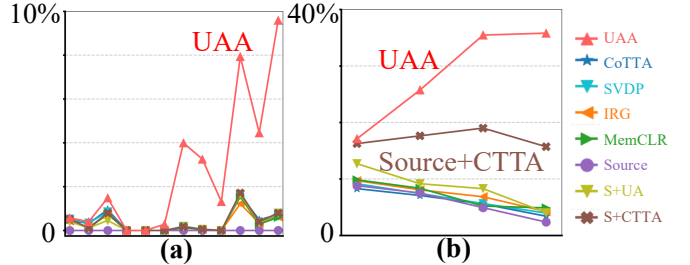 10%
UAA
0
(a)
40%
UAA
Source+CTTA
0
(b)
UAA
CoTTA
SVDP
IRG
MemCLR
Source
S+UA
S+CTTA